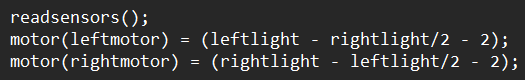 readsensors();
motor(leftmotor) = (leftlight - rightlight/2 - 2);
motor(rightmotor) = (rightlight - leftlight/2 - 2);